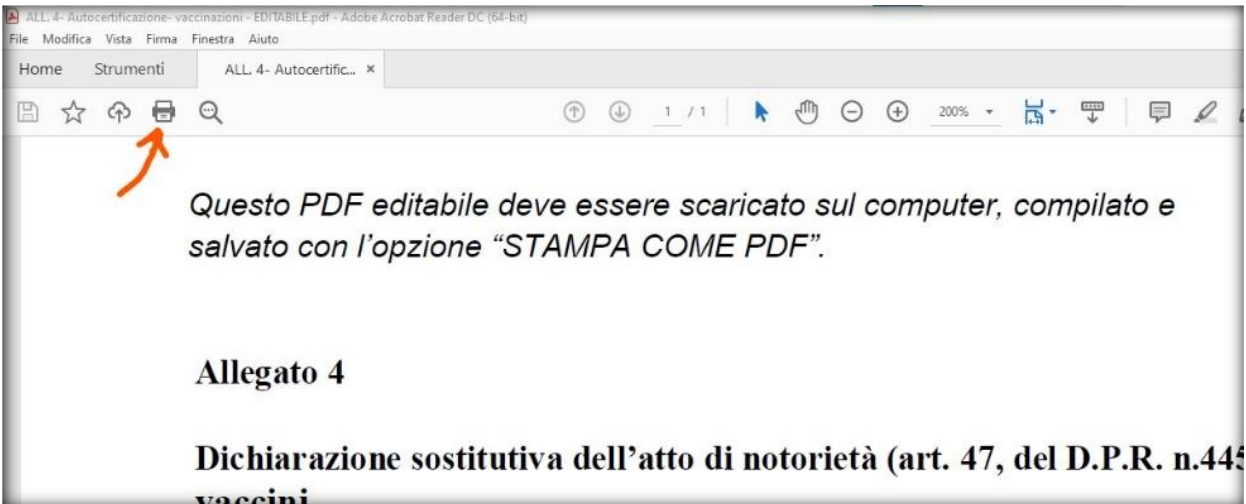 ALL. 4- Autocertificazione- vaccinazioni - EDITABILE.pdf - Adobe Acrobat Reader DC (64-bit)
File Modifica Vista Firma Finestra Aiuto
Home Strumenti ALL. 4- Autocertific... ×
1 / 1 200%
Questo PDF editabile deve essere scaricato sul computer, compilato e
salvato con l’opzione “STAMPA COME PDF”.
Allegato 4
Dichiarazione sostitutiva dell’atto di notorietà (art. 47, del D.P.R. n.445
vaccini